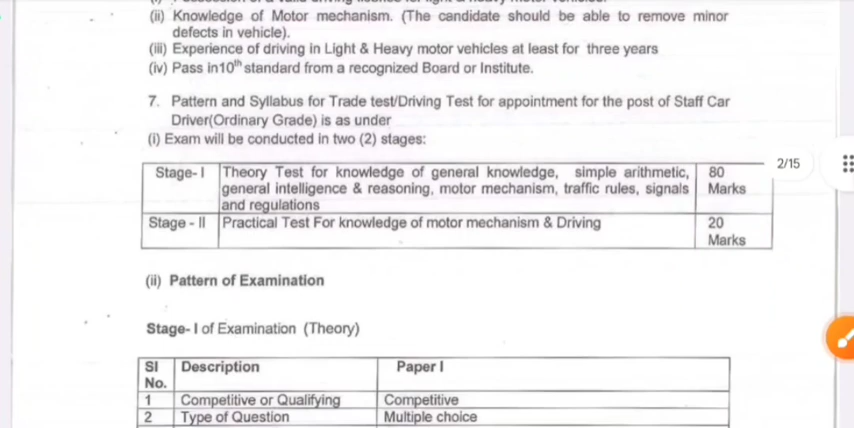 (ii) Knowledge of Motor mechanism. (The candidate should be able to remove minor
defects in vehicle).
(iii) Experience of driving in Light & Heavy motor vehicles at least for three years
(iv) Pass in10th standard from a recognized Board or Institute.
7. Pattern and Syllabus for Trade test/Driving Test for appointment for the post of Staff Car
Driver(Ordinary Grade) is as under
(i) Exam will be conducted in two (2) stages:
Stage- I Theory Test for knowledge of general knowledge, simple arithmetic, 80
general intelligence & reasoning, motor mechanism, traffic rules, signals Marks
and regulations
2/15
Stage - II Practical Test For knowledge of motor mechanism & Driving 20
Marks
(ii) Pattern of Examination
Stage- I of Examination (Theory)
Sl Description Paper I
No.
1 Competitive or Qualifying Competitive
2 Type of Question Multiple choice